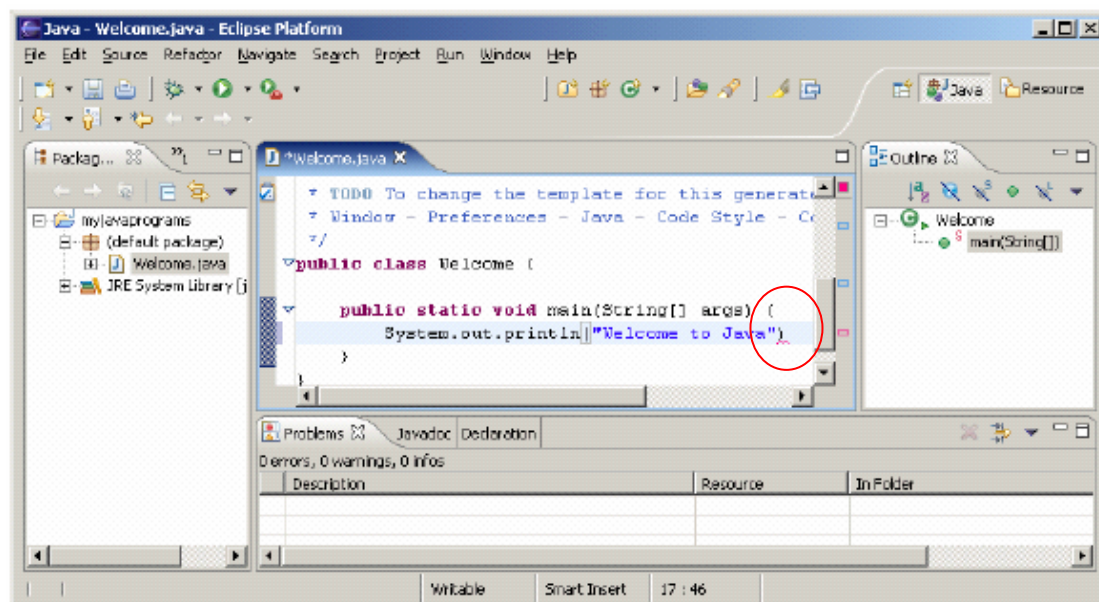 Java - Welcome.java - Eclipse Platform
File Edit Source Refactor Navigate Search Project Run Window Help
Java Resource
Packag...
*Welcome.java
Outline
* TODO To change the template for this generate
* Window - Preferences - Java - Code Style - Co
*/
public class Welcome {
public static void main(String[] args) {
System.out.println("Welcome to Java")
}
}
myjavaprograms
(default package)
Welcome.java
JRE System Library [j
Welcome
main(String[])
Problems Javadoc Declaration
0 errors, 0 warnings, 0 infos
Description Resource In Folder
Writable Smart Insert 17 : 46